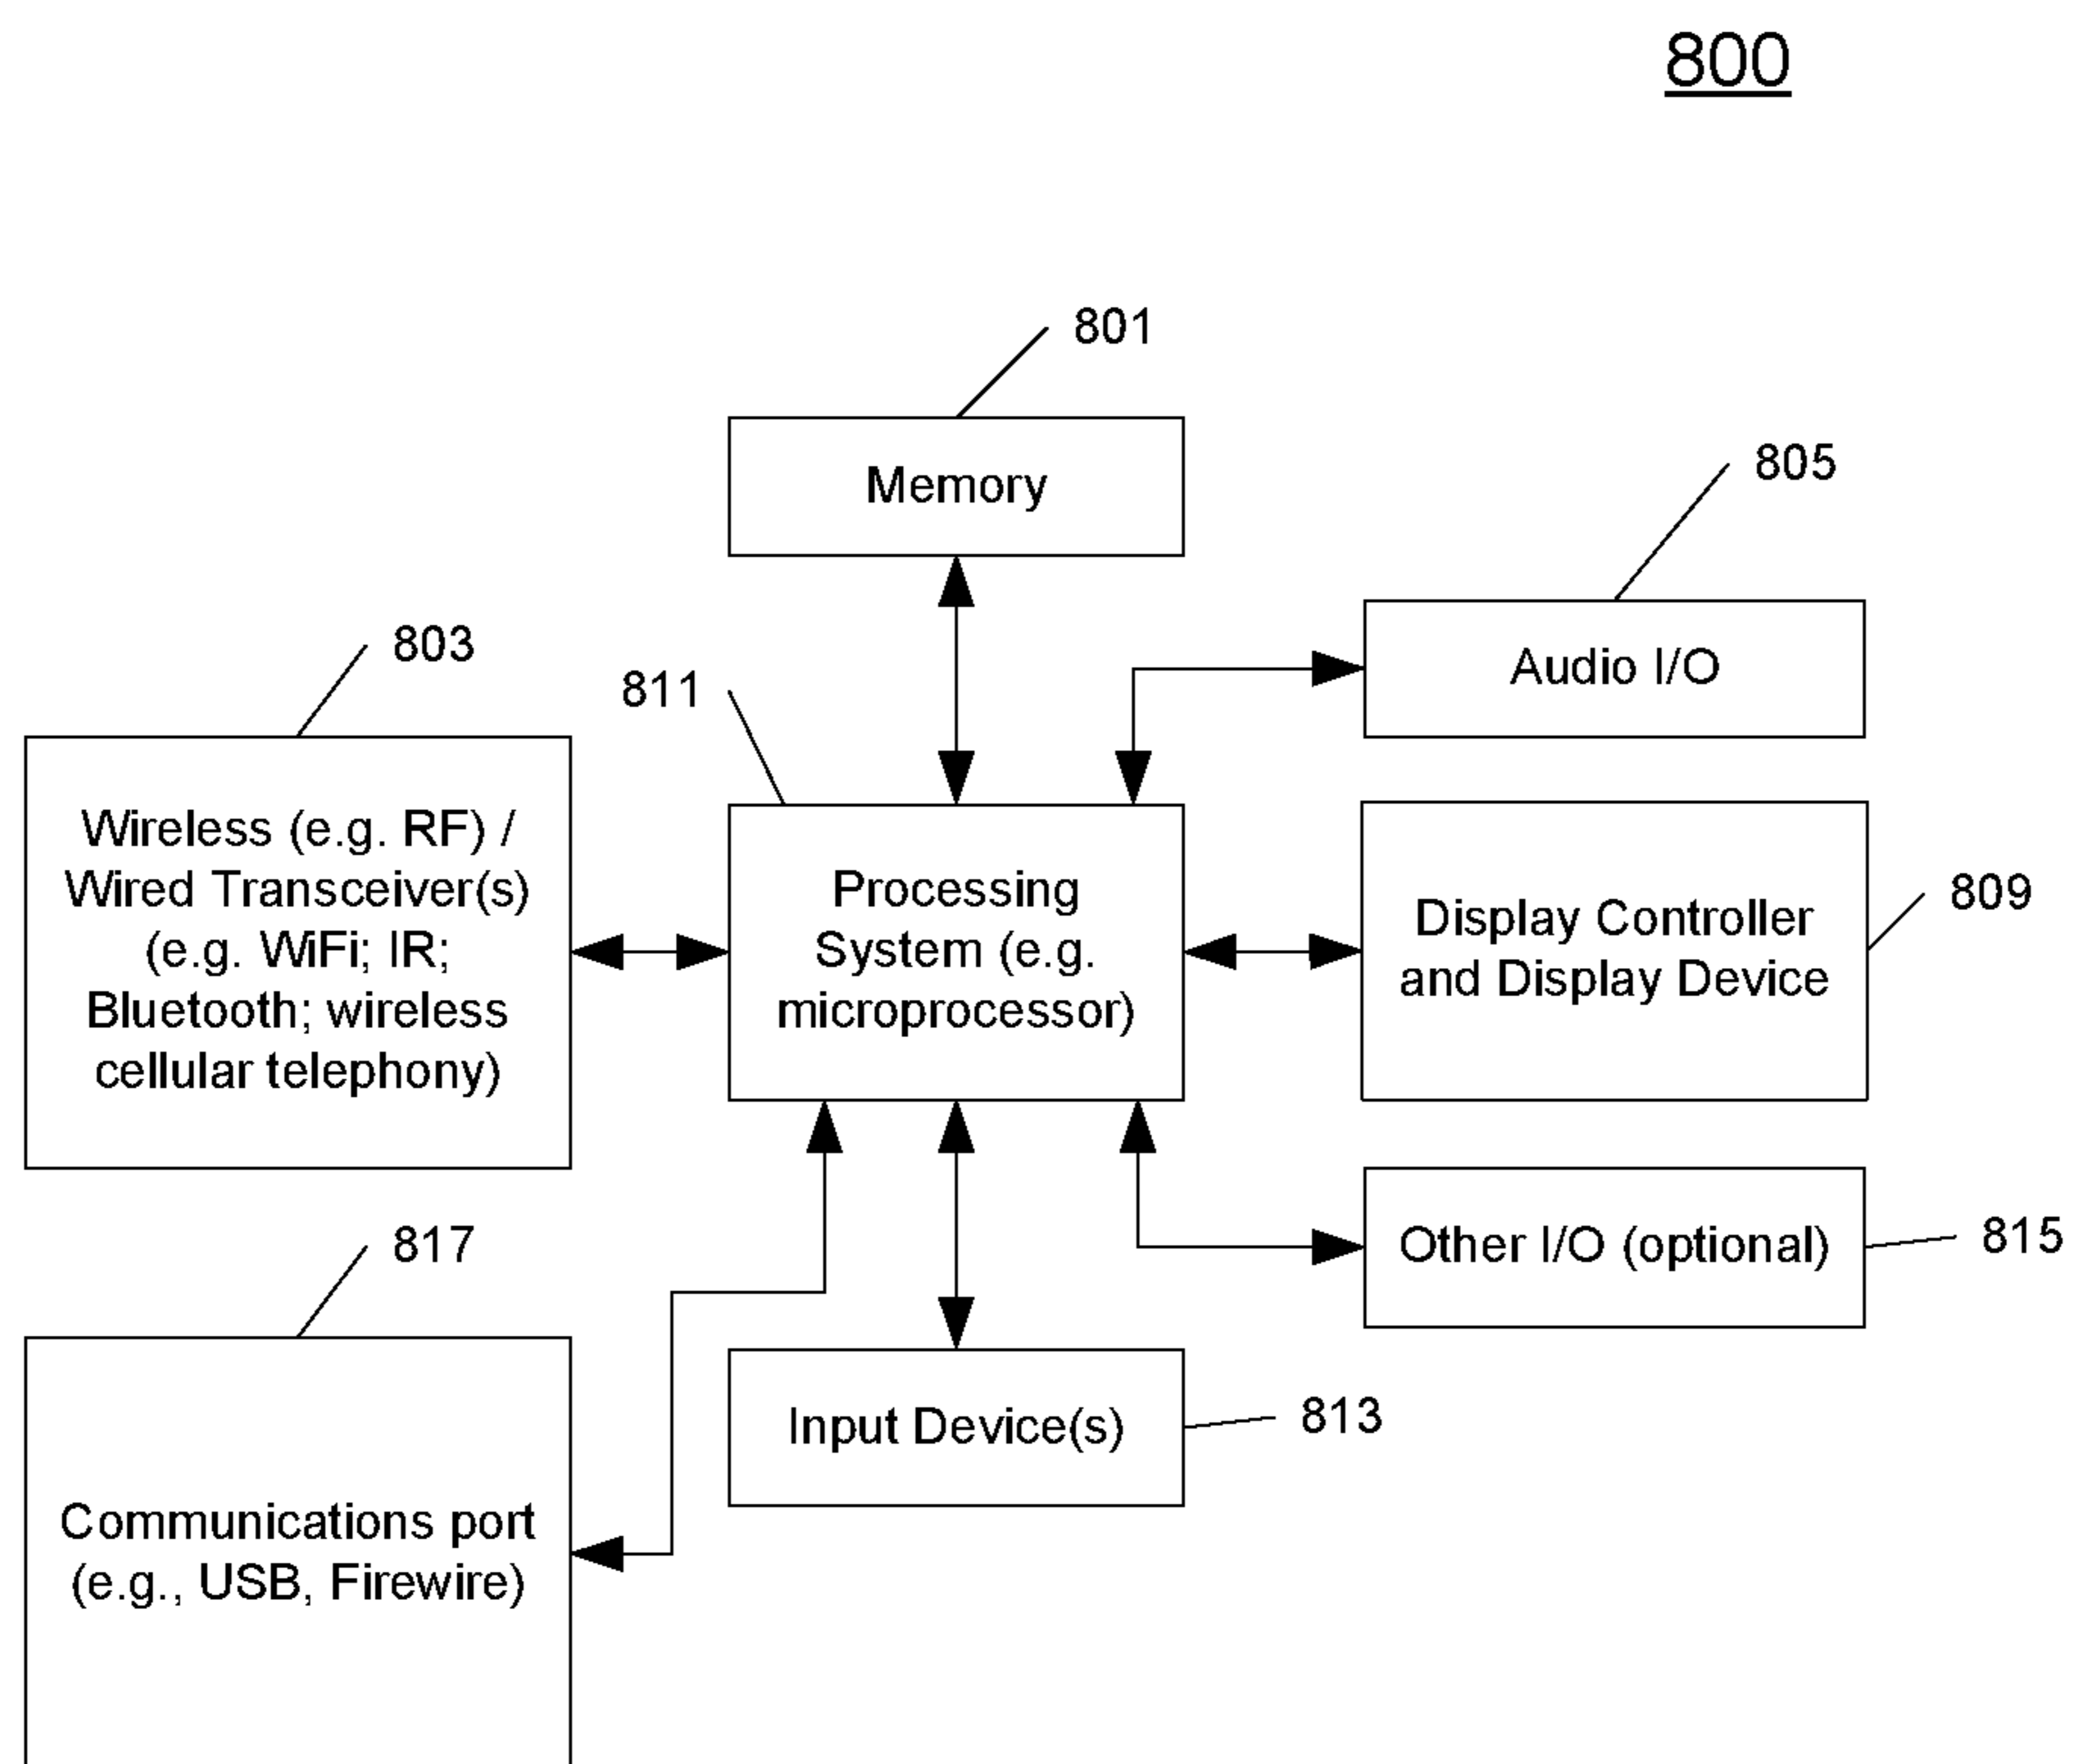 800
801
Memory
805
Audio I/O
803
811
Wireless (e.g. RF) /
Wired Transceiver(s)
(e.g. WiFi; IR;
Bluetooth; wireless
cellular telephony)
Processing
System (e.g.
microprocessor)
Display Controller
and Display Device
809
817
Other I/O (optional)
815
Input Device(s)
813
Communications port
(e.g., USB, Firewire)